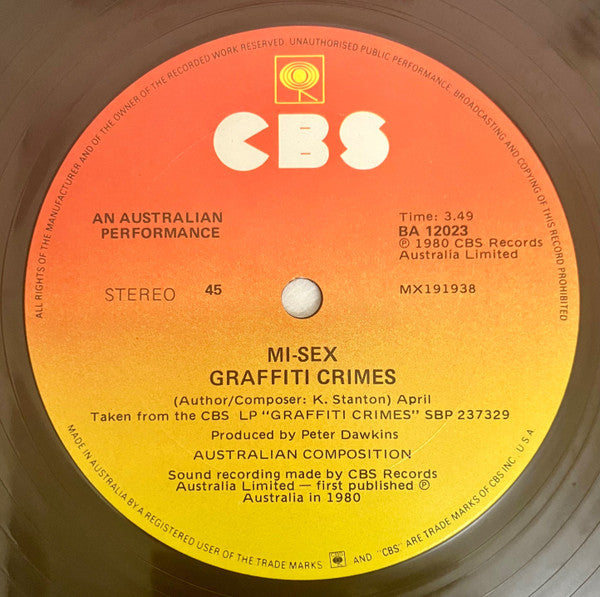 ALL RIGHTS OF THE MANUFACTURER AND OF THE OWNER OF THE RECORDED WORK RESERVED. UNAUTHORISED PUBLIC PERFORMANCE, BROADCASTING AND COPYING OF THIS RECORD PROHIBITED
CBS
AN AUSTRALIAN
PERFORMANCE
Time: 3.49
BA 12023
℗ 1980 CBS Records
Australia Limited
STEREO 45
MX191938
MI-SEX
GRAFFITI CRIMES
(Author/Composer: K. Stanton) April
Taken from the CBS LP "GRAFFITI CRIMES" SBP 237329
Produced by Peter Dawkins
AUSTRALIAN COMPOSITION
Sound recording made by CBS Records
Australia Limited — first published ℗
Australia in 1980
MADE IN AUSTRALIA BY A REGISTERED USER OF THE TRADE MARKS AND "CBS" ARE TRADE MARKS OF CBS INC. U S A